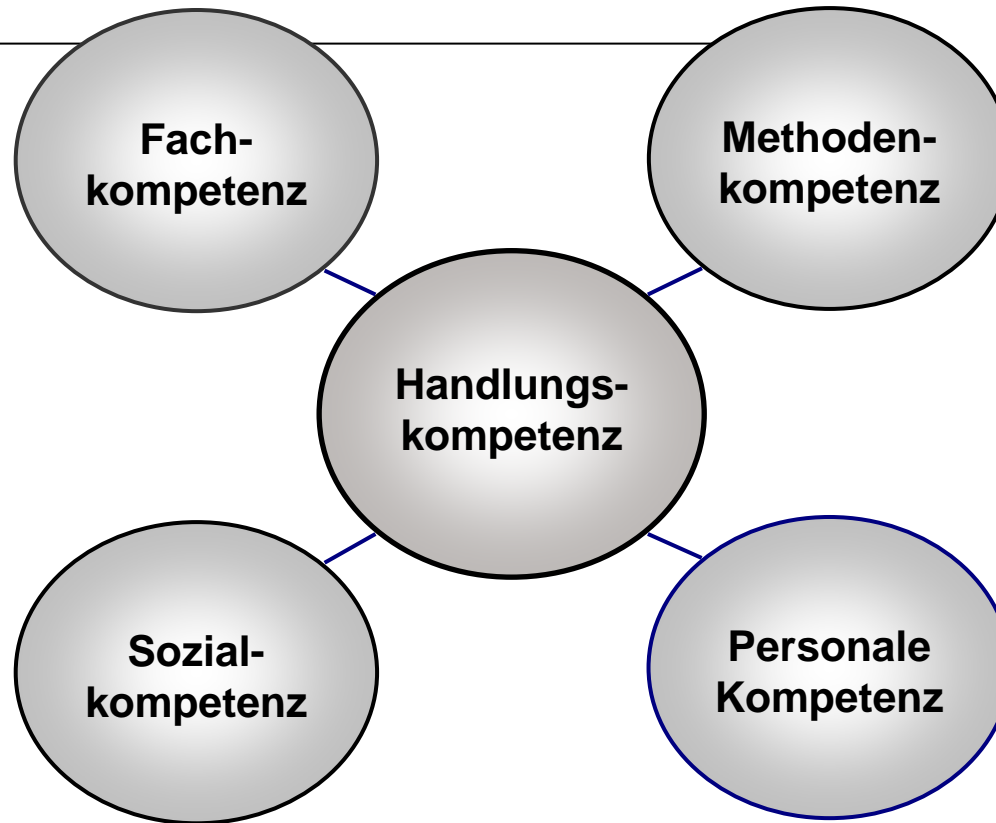 Fach-
kompetenz
Methoden-
kompetenz
Handlungs-
kompetenz
Sozial-
kompetenz
Personale
Kompetenz